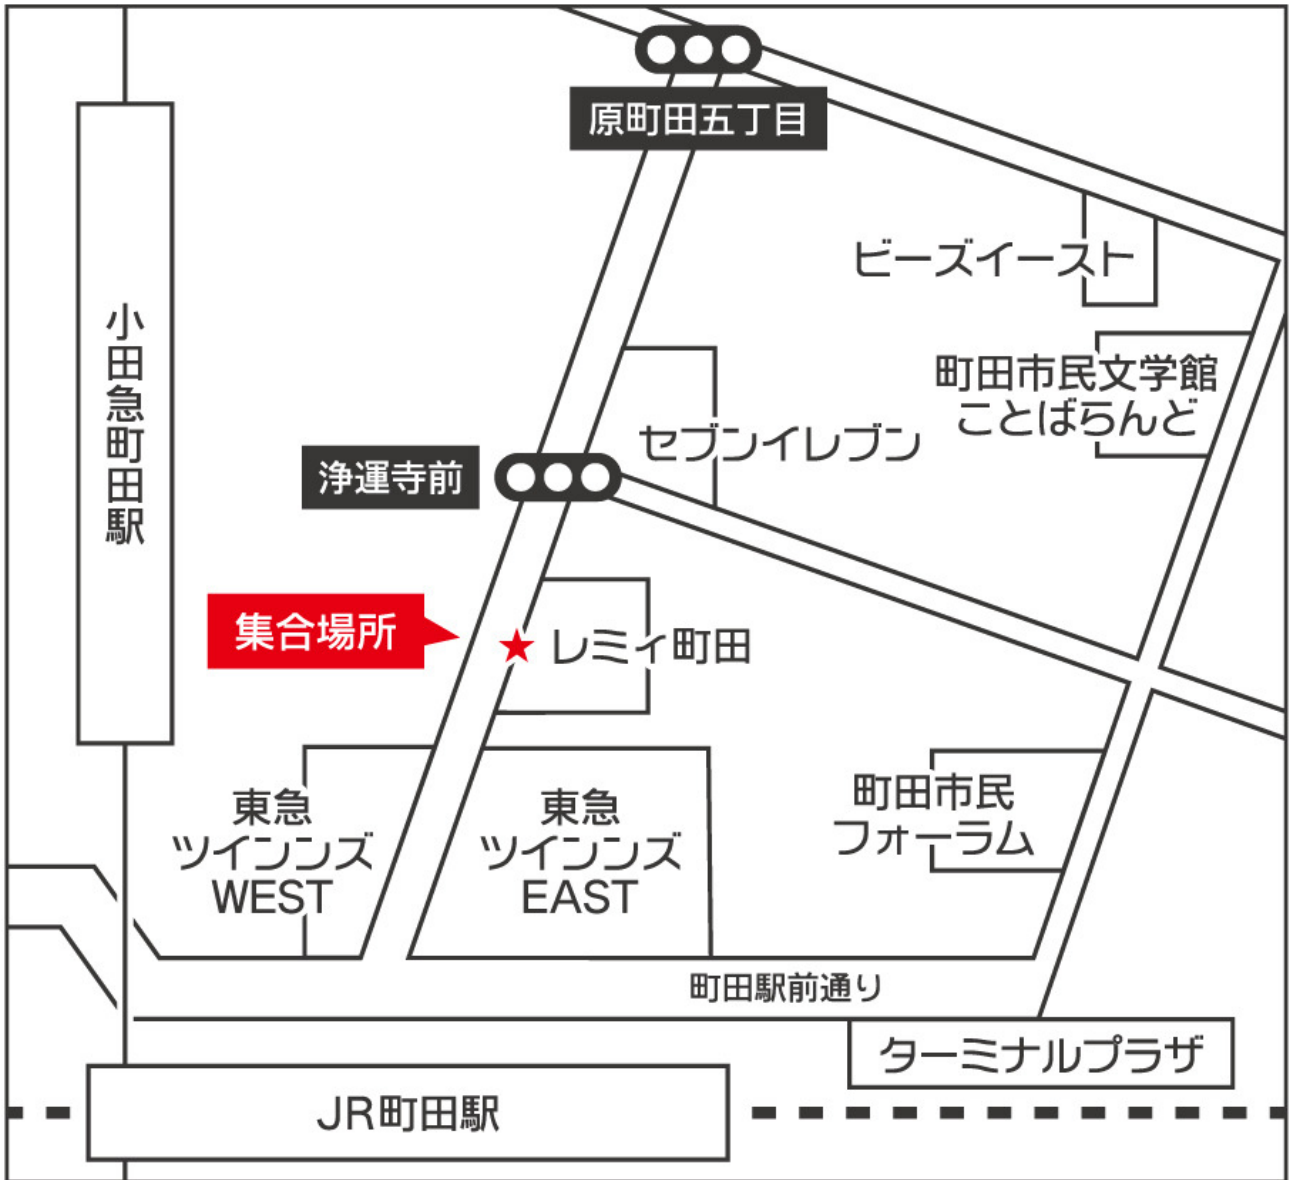 原町田五丁目
ビーズイースト
小田急町田駅
町田市民文学館
ことばらんど
セブンイレブン
浄運寺前
集合場所
レミィ町田
東急
ツインンズ
WEST
東急
ツインンズ
EAST
町田市民
フォーラム
町田駅前通り
ターミナルプラザ
JR町田駅